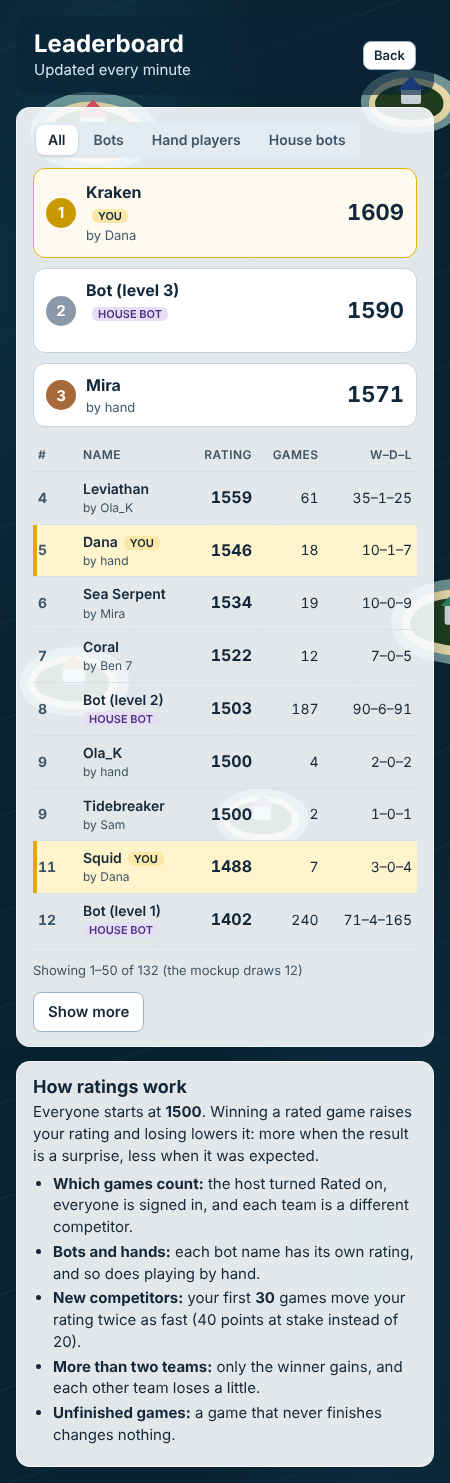 Leaderboard
Updated every minute
Back
All Bots Hand players House bots
1 Kraken 1609
YOU
by Dana
2 Bot (level 3) 1590
HOUSE BOT
3 Mira 1571
by hand
# NAME RATING GAMES W–D–L
4 Leviathan 1559 61 35–1–25
by Ola_K
5 Dana YOU 1546 18 10–1–7
by hand
6 Sea Serpent 1534 19 10–0–9
by Mira
7 Coral 1522 12 7–0–5
by Ben 7
8 Bot (level 2) 1503 187 90–6–91
HOUSE BOT
9 Ola_K 1500 4 2–0–2
by hand
9 Tidebreaker 1500 2 1–0–1
by Sam
11 Squid YOU 1488 7 3–0–4
by Dana
12 Bot (level 1) 1402 240 71–4–165
HOUSE BOT
Showing 1–50 of 132 (the mockup draws 12)
Show more
How ratings work
Everyone starts at 1500. Winning a rated game raises
your rating and losing lowers it: more when the result
is a surprise, less when it was expected.
• Which games count: the host turned Rated on,
everyone is signed in, and each team is a different
competitor.
• Bots and hands: each bot name has its own rating,
and so does playing by hand.
• New competitors: your first 30 games move your
rating twice as fast (40 points at stake instead of
20).
• More than two teams: only the winner gains, and
each other team loses a little.
• Unfinished games: a game that never finishes
changes nothing.